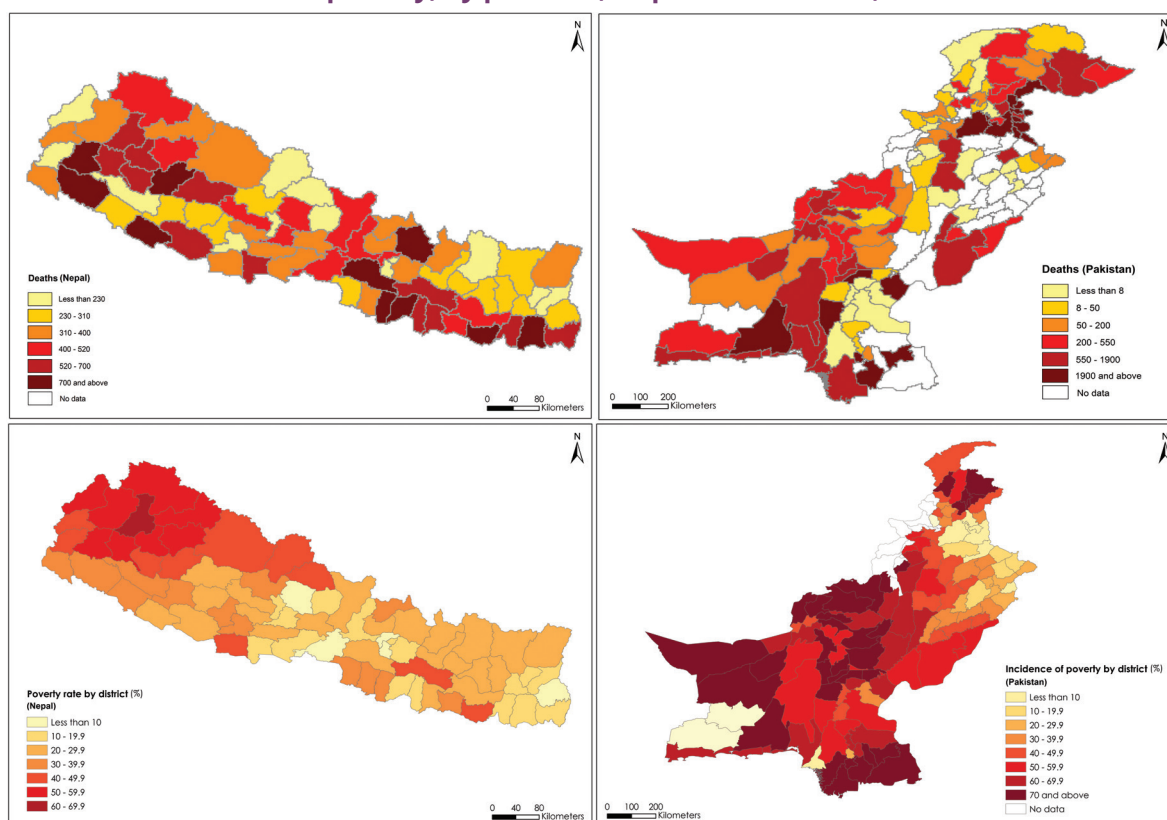 N
Deaths (Nepal)
Less than 230
230 - 310
310 - 400
400 - 520
520 - 700
700 and above
No data
0 40 80
Kilometers
N
Deaths (Pakistan)
Less than 8
8 - 50
50 - 200
200 - 550
550 - 1900
1900 and above
No data
0 100 200
Kilometers
N
Poverty rate by district (%)
(Nepal)
Less than 10
10 - 19.9
20 - 29.9
30 - 39.9
40 - 49.9
50 - 59.9
60 - 69.9
0 40 80
Kilometers
N
Incidence of poverty by district (%)
(Pakistan)
Less than 10
10 - 19.9
20 - 29.9
30 - 39.9
40 - 49.9
50 - 59.9
60 - 69.9
70 and above
No data
0 100 200
Kilometers